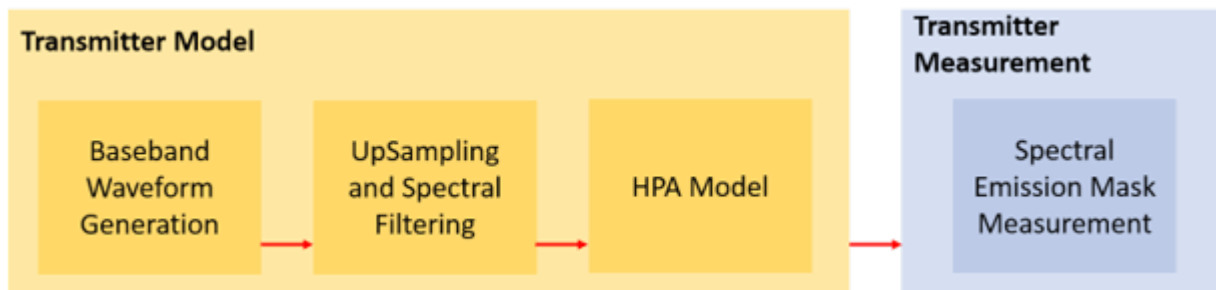 Transmitter Model
Baseband
Waveform
Generation
UpSampling
and Spectral
Filtering
HPA Model
Transmitter
Measurement
Spectral
Emission Mask
Measurement